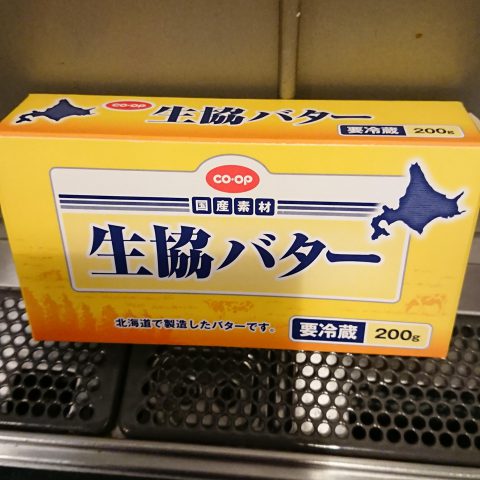 co-op
生協バター
要冷蔵 200g
co-op
国産素材
生協バター
北海道で製造したバターです。
要冷蔵 200g